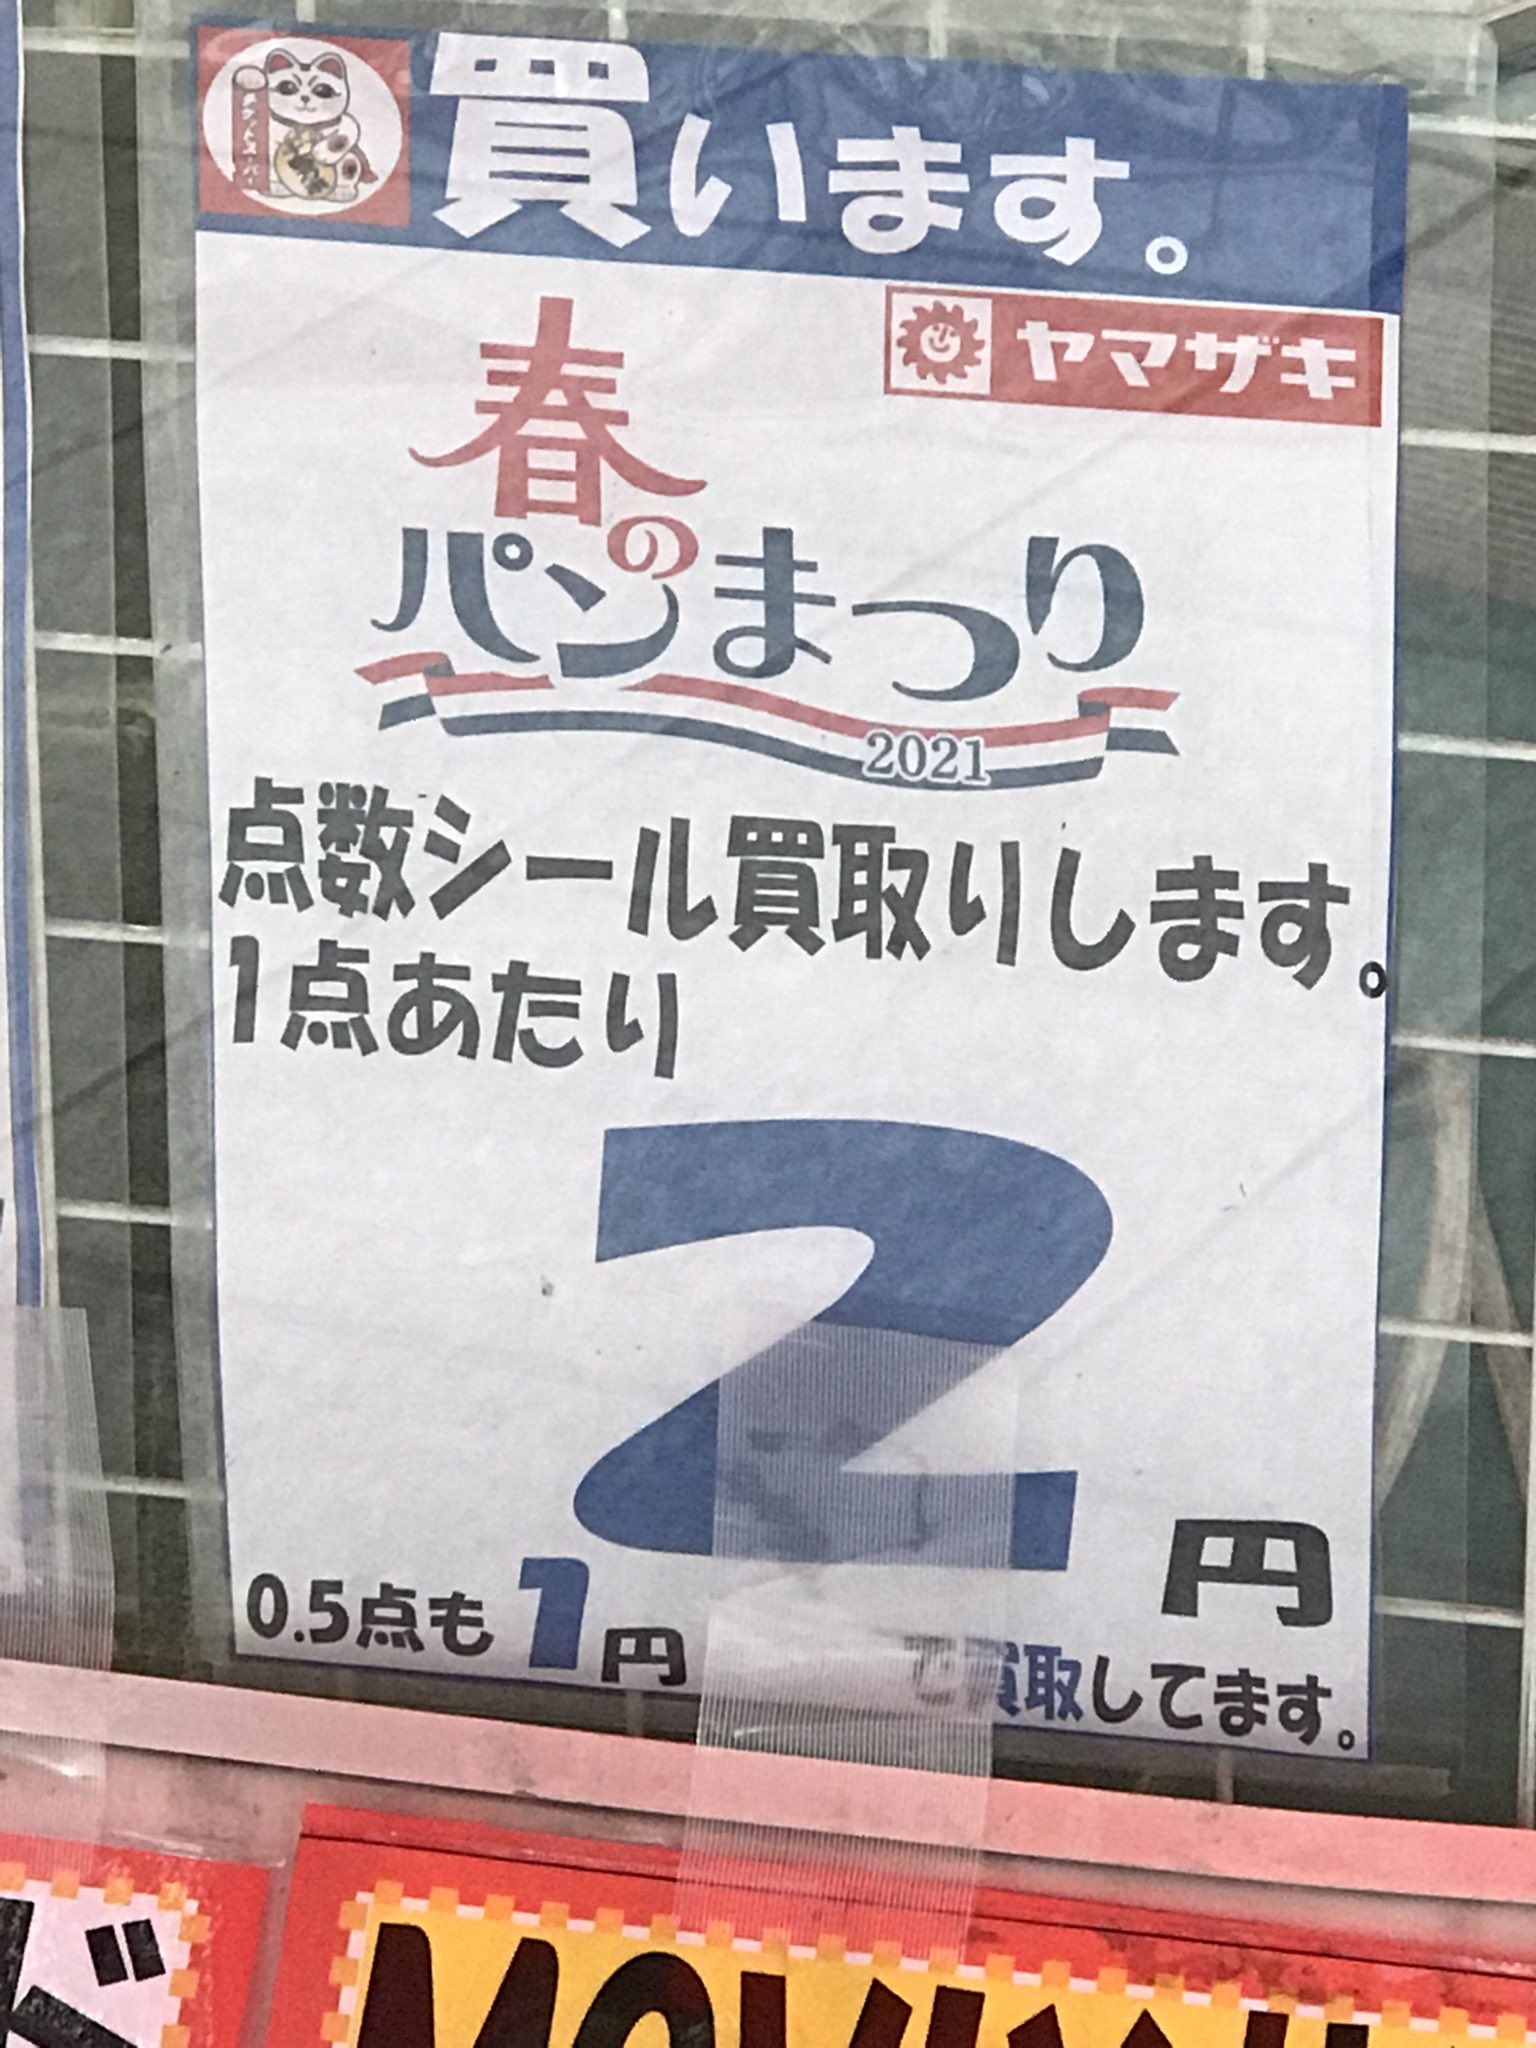 買います。
ヤマザキ
春の
パンまつり
2021
点数シール買取りします。
1点あたり
2円
0.5点も1円で買取してます。